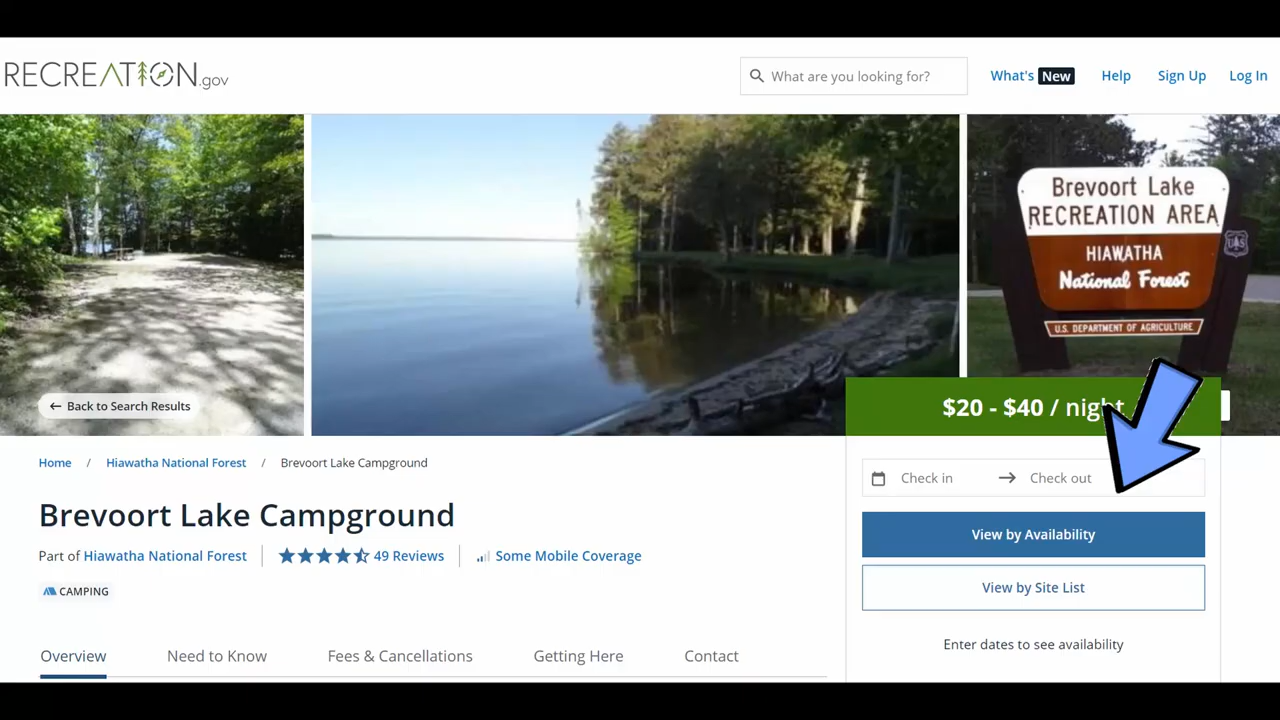 RECREATION.gov
What are you looking for?
What's New
Help
Sign Up
Log In
Brevoort Lake
RECREATION AREA
HIAWATHA
National Forest
U.S. DEPARTMENT OF AGRICULTURE
UAS
← Back to Search Results
$20 - $40 / night
Home / Hiawatha National Forest / Brevoort Lake Campground
Check in → Check out
Brevoort Lake Campground
View by Availability
Part of Hiawatha National Forest
49 Reviews
Some Mobile Coverage
CAMPING
View by Site List
Enter dates to see availability
Overview
Need to Know
Fees & Cancellations
Getting Here
Contact